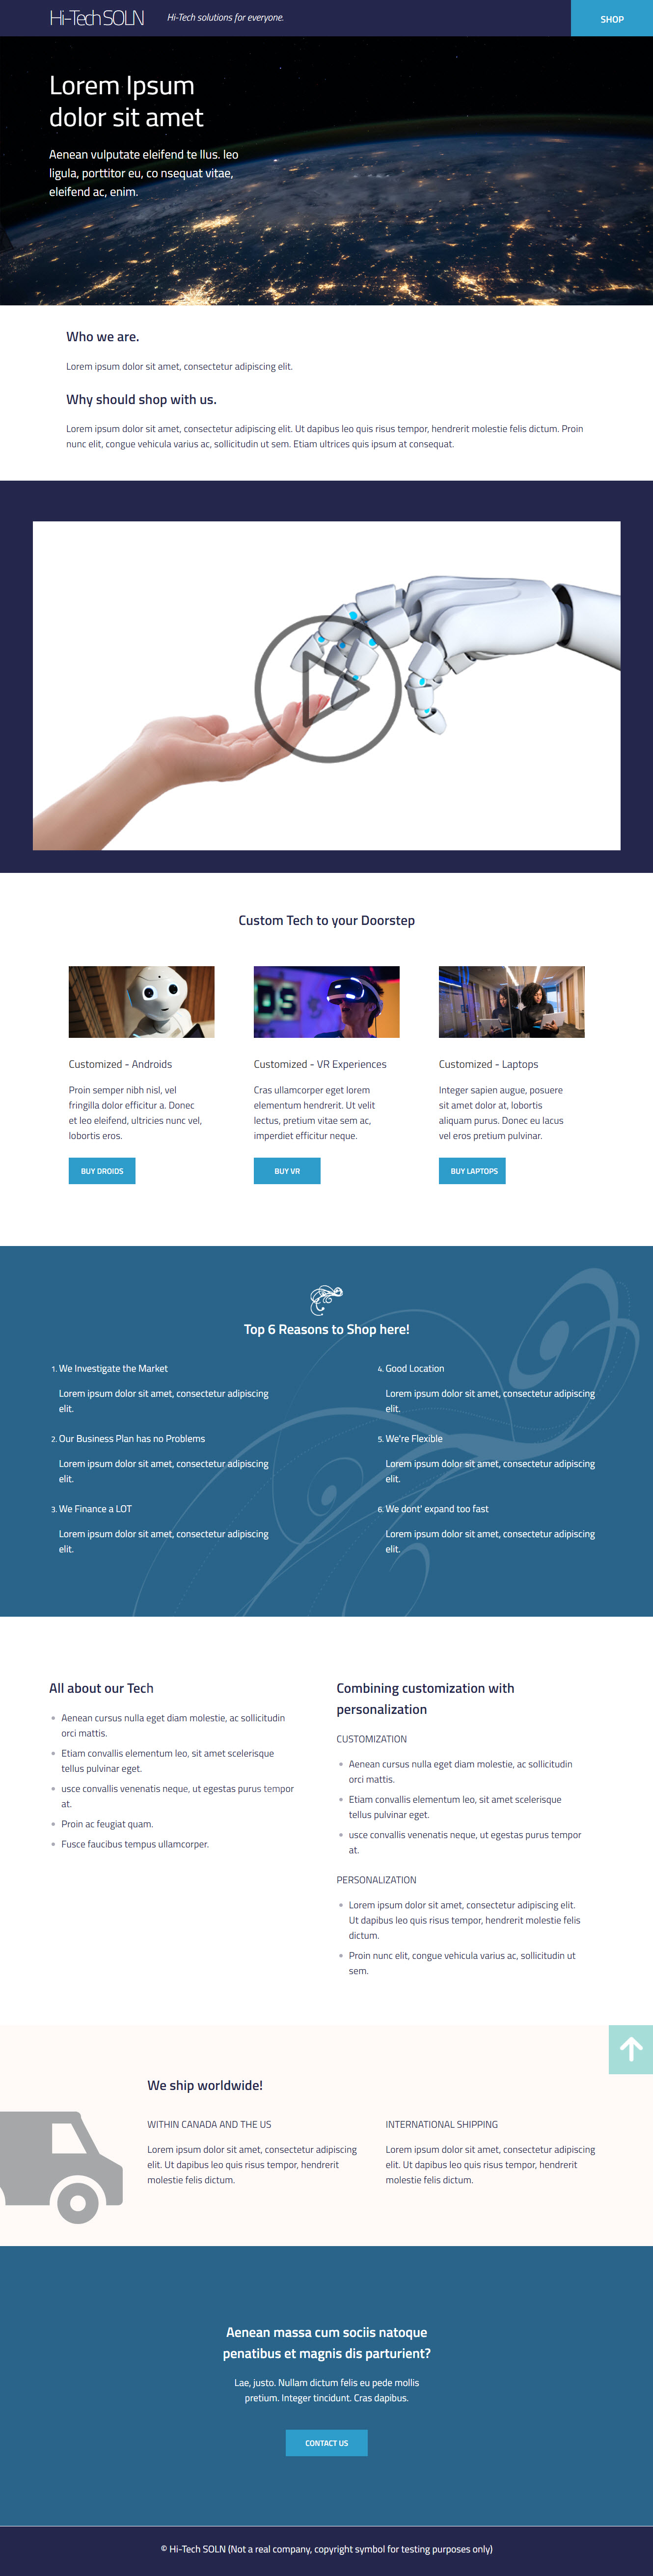 Hi-Tech SOLN
Hi-Tech solutions for everyone.
SHOP
Lorem Ipsum
dolor sit amet
Aenean vulputate eleifend te llus. leo
ligula, porttitor eu, co nsequat vitae,
eleifend ac, enim.
Who we are.
Lorem ipsum dolor sit amet, consectetur adipiscing elit.
Why should shop with us.
Lorem ipsum dolor sit amet, consectetur adipiscing elit. Ut dapibus leo quis risus tempor, hendrerit molestie felis dictum. Proin
nunc elit, congue vehicula varius ac, sollicitudin ut sem. Etiam ultrices quis ipsum at consequat.
Custom Tech to your Doorstep
Customized - Androids
Proin semper nibh nisl, vel
fringilla dolor efficitur a. Donec
et leo eleifend, ultricies nunc vel,
lobortis eros.
BUY DROIDS
Customized - VR Experiences
Cras ullamcorper eget lorem
elementum hendrerit. Ut velit
lectus, pretium vitae sem ac,
imperdiet efficitur neque.
BUY VR
Customized - Laptops
Integer sapien augue, posuere
sit amet dolor at, lobortis
aliquam purus. Donec eu lacus
vel eros pretium pulvinar.
BUY LAPTOPS
Top 6 Reasons to Shop here!
1. We Investigate the Market
Lorem ipsum dolor sit amet, consectetur adipiscing
elit.
2. Our Business Plan has no Problems
Lorem ipsum dolor sit amet, consectetur adipiscing
elit.
3. We Finance a LOT
Lorem ipsum dolor sit amet, consectetur adipiscing
elit.
4. Good Location
Lorem ipsum dolor sit amet, consectetur adipiscing
elit.
5. We're Flexible
Lorem ipsum dolor sit amet, consectetur adipiscing
elit.
6. We dont' expand too fast
Lorem ipsum dolor sit amet, consectetur adipiscing
elit.
All about our Tech
Aenean cursus nulla eget diam molestie, ac sollicitudin
orci mattis.
Etiam convallis elementum leo, sit amet scelerisque
tellus pulvinar eget.
usce convallis venenatis neque, ut egestas purus tempor
at.
Proin ac feugiat quam.
Fusce faucibus tempus ullamcorper.
Combining customization with
personalization
CUSTOMIZATION
Aenean cursus nulla eget diam molestie, ac sollicitudin
orci mattis.
Etiam convallis elementum leo, sit amet scelerisque
tellus pulvinar eget.
usce convallis venenatis neque, ut egestas purus tempor
at.
PERSONALIZATION
Lorem ipsum dolor sit amet, consectetur adipiscing elit.
Ut dapibus leo quis risus tempor, hendrerit molestie felis
dictum.
Proin nunc elit, congue vehicula varius ac, sollicitudin ut
sem.
We ship worldwide!
WITHIN CANADA AND THE US
Lorem ipsum dolor sit amet, consectetur adipiscing
elit. Ut dapibus leo quis risus tempor, hendrerit
molestie felis dictum.
INTERNATIONAL SHIPPING
Lorem ipsum dolor sit amet, consectetur adipiscing
elit. Ut dapibus leo quis risus tempor, hendrerit
molestie felis dictum.
Aenean massa cum sociis natoque
penatibus et magnis dis parturient?
Lae, justo. Nullam dictum felis eu pede mollis
pretium. Integer tincidunt. Cras dapibus.
CONTACT US
© Hi-Tech SOLN (Not a real company, copyright symbol for testing purposes only)